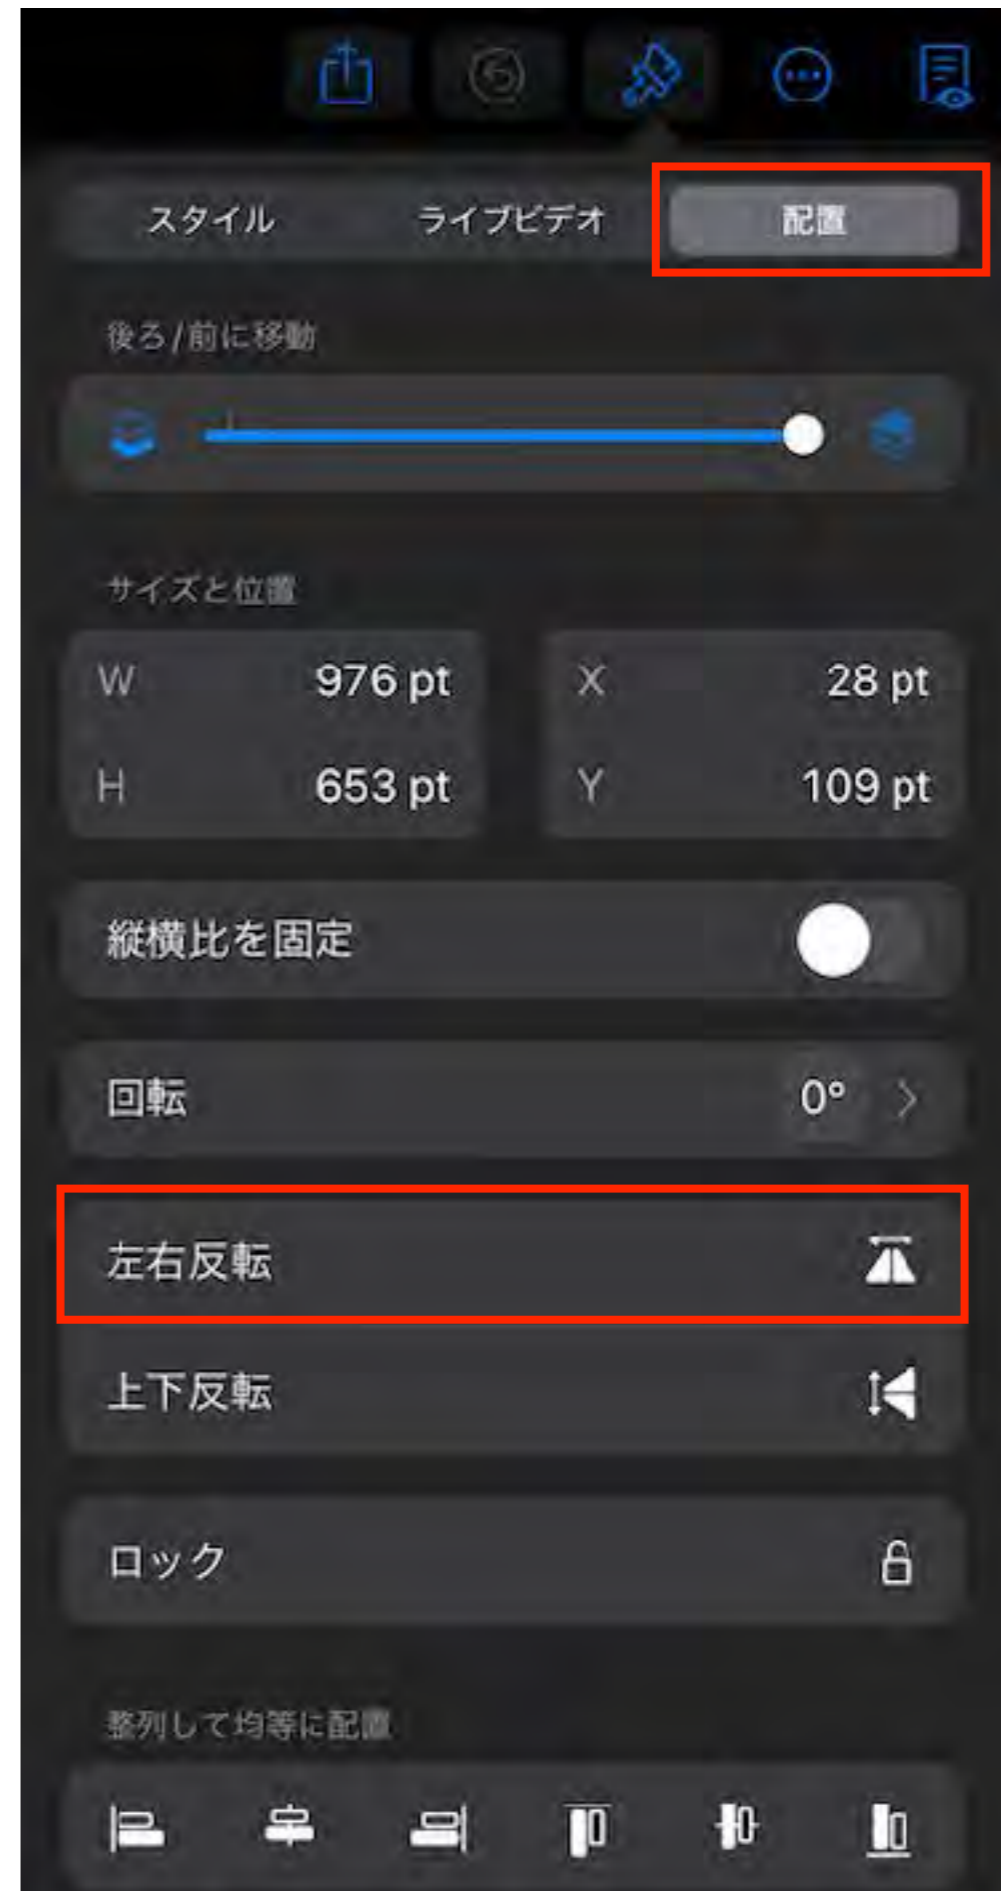 スタイル ライブビデオ 配置
後ろ/前に移動
サイズと位置
W 976 pt X 28 pt
H 653 pt Y 109 pt
縦横比を固定
回転 0°
左右反転
上下反転
ロック
整列して均等に配置